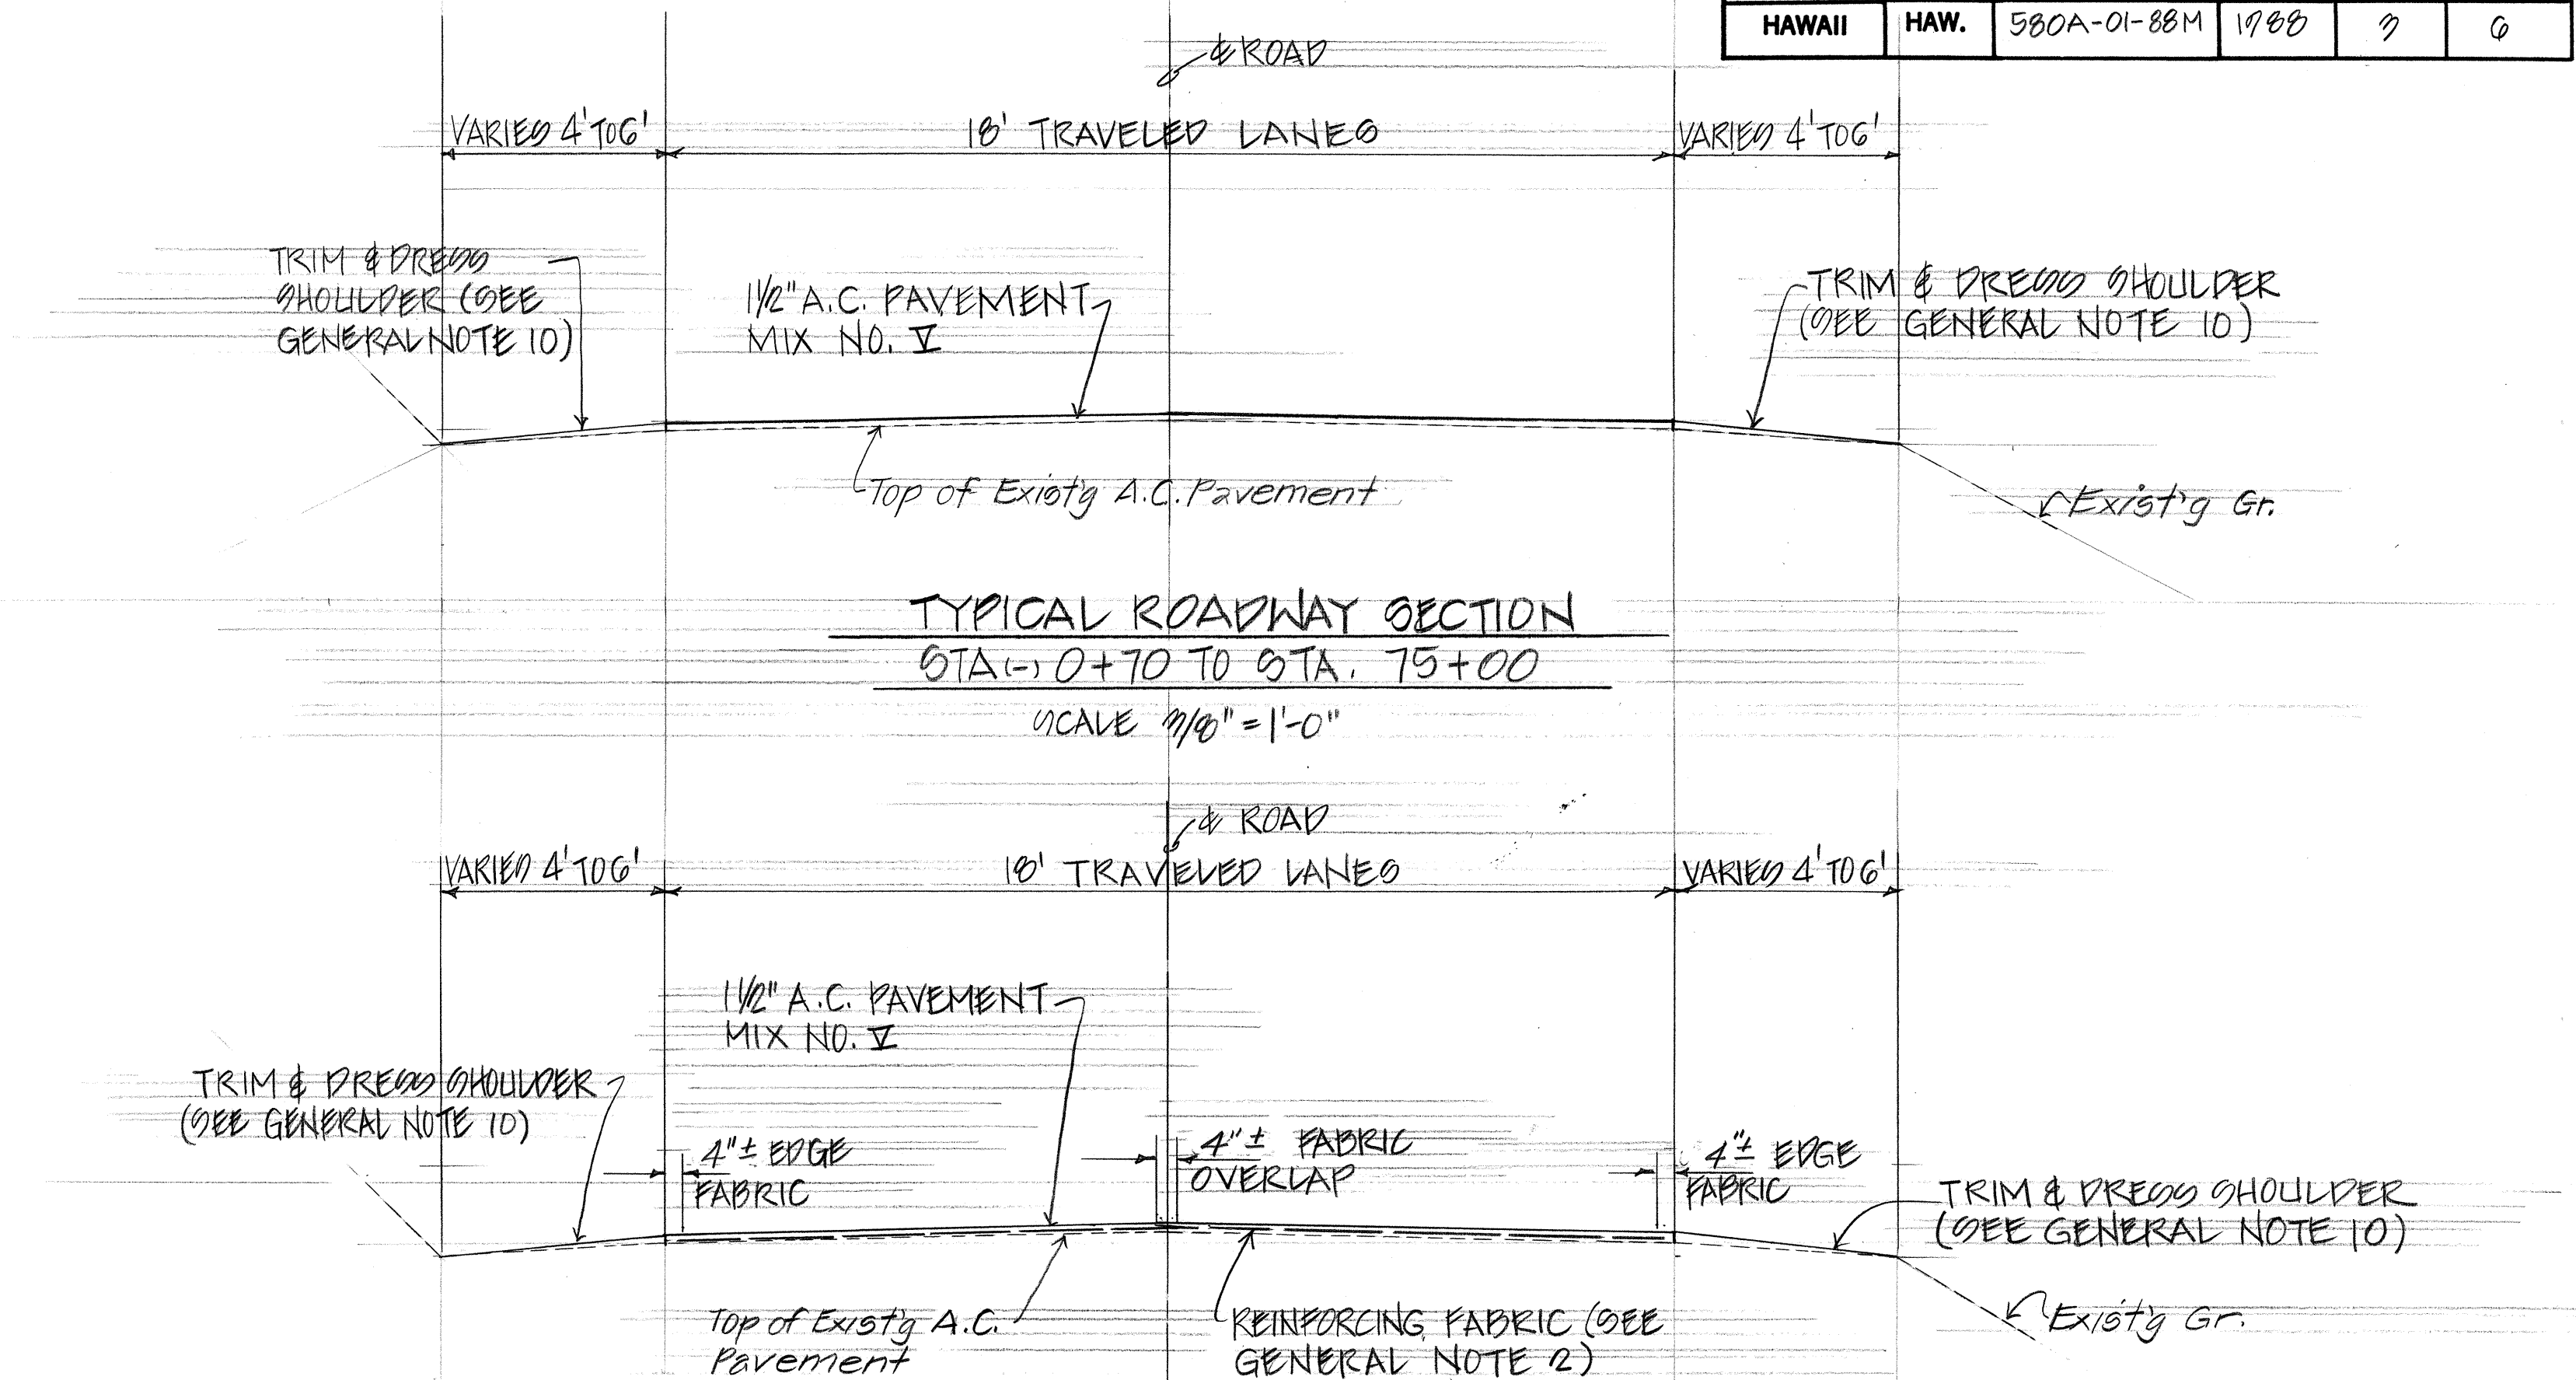 HAWAII HAW. 580A-01-88M 1988 3 6
℄ ROAD
VARIES 4' TO 6' 18' TRAVELED LANES VARIES 4' TO 6'
TRIM & DRESS
SHOULDER (SEE
GENERAL NOTE 10)
1 1/2" A.C. PAVEMENT
MIX NO. V
TRIM & DRESS SHOULDER
(SEE GENERAL NOTE 10)
Top of Exist'g A.C. Pavement
Exist'g Gr.
TYPICAL ROADWAY SECTION
STA (-) 0+70 TO STA. 75+00
SCALE 3/8" = 1'-0"
℄ ROAD
VARIES 4' TO 6' 18' TRAVELED LANES VARIES 4' TO 6'
1 1/2" A.C. PAVEMENT
MIX NO. V
TRIM & DRESS SHOULDER
(SEE GENERAL NOTE 10)
4"± EDGE
FABRIC
4"± FABRIC
OVERLAP
4"± EDGE
FABRIC
TRIM & DRESS SHOULDER
(SEE GENERAL NOTE 10)
Top of Exist'g A.C.
Pavement
REINFORCING FABRIC (SEE
GENERAL NOTE 2)
Exist'g Gr.